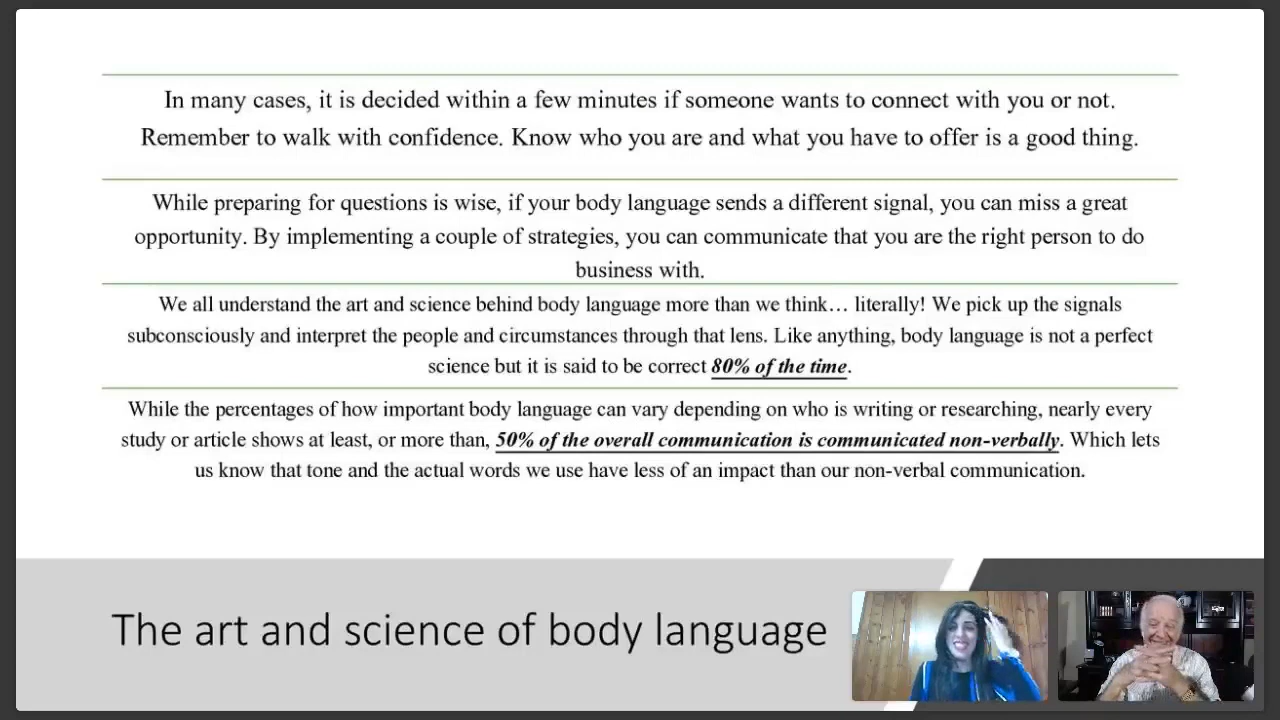 In many cases, it is decided within a few minutes if someone wants to connect with you or not.
Remember to walk with confidence. Know who you are and what you have to offer is a good thing.
While preparing for questions is wise, if your body language sends a different signal, you can miss a great
opportunity. By implementing a couple of strategies, you can communicate that you are the right person to do
business with.
We all understand the art and science behind body language more than we think… literally! We pick up the signals
subconsciously and interpret the people and circumstances through that lens. Like anything, body language is not a perfect
science but it is said to be correct 80% of the time.
While the percentages of how important body language can vary depending on who is writing or researching, nearly every
study or article shows at least, or more than, 50% of the overall communication is communicated non-verbally. Which lets
us know that tone and the actual words we use have less of an impact than our non-verbal communication.
The art and science of body language